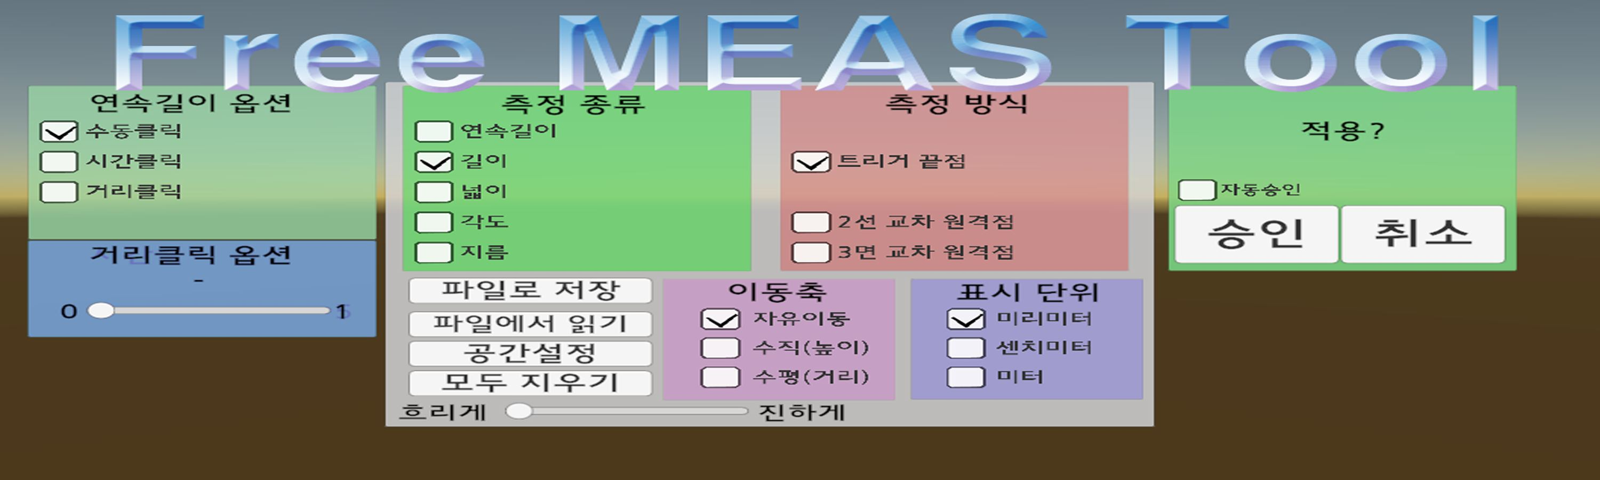 Free MEAS Tool
연속길이 옵션
수동클릭
시간클릭
거리클릭
거리클릭 옵션
-
0
측정 종류
연속길이
길이
넓이
각도
지름
측정 방식
트리거 끝점
2선 교차 원격점
3면 교차 원격점
적용?
자동승인
승인 취소
파일로 저장
파일에서 읽기
공간설정
모두 지우기
이동축
자유이동
수직(높이)
수평(거리)
표시 단위
미리미터
센치미터
미터
흐리게 진하게